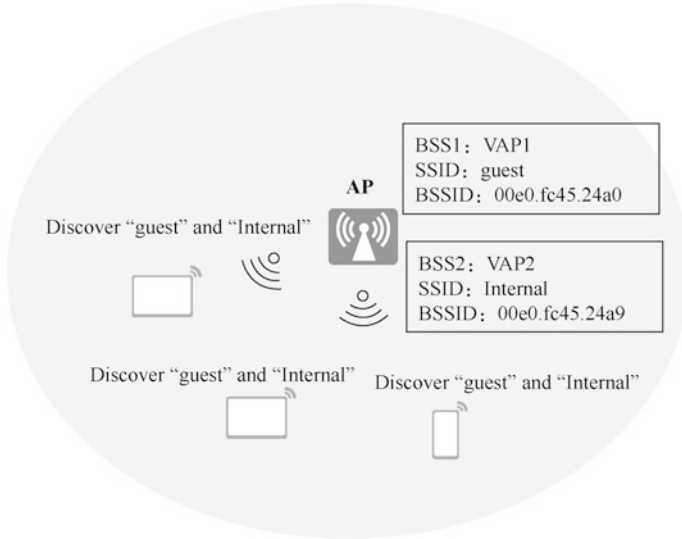 BSS1：VAP1
SSID：guest
BSSID：00e0.fc45.24a0
AP
Discover “guest” and “Internal”
BSS2：VAP2
SSID：Internal
BSSID：00e0.fc45.24a9
Discover “guest” and “Internal”
Discover “guest” and “Internal”